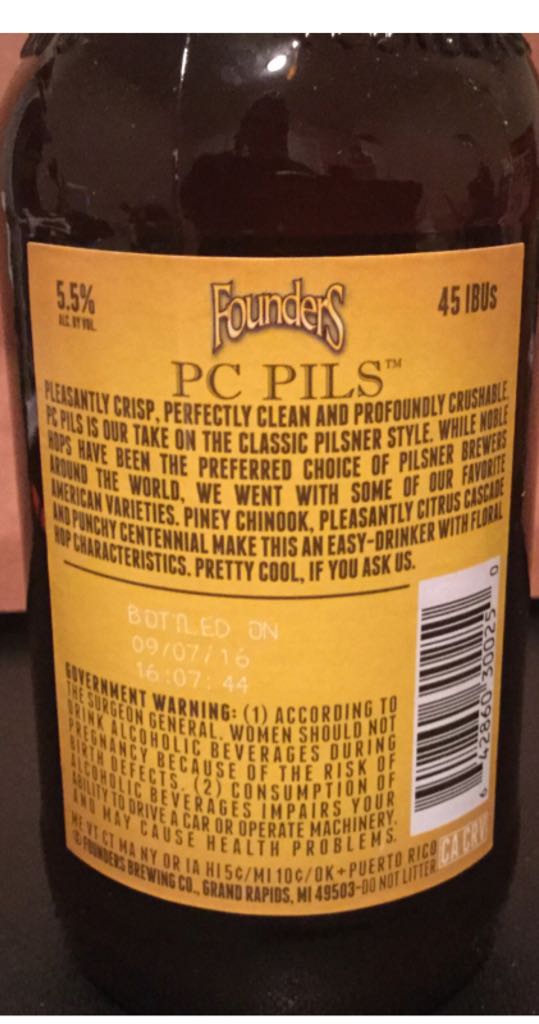 5.5%
ALC. BY VOL.
FOUNDERS
45 IBUs
PC PILS™
PLEASANTLY CRISP, PERFECTLY CLEAN AND PROFOUNDLY CRUSHABLE.
PC PILS IS OUR TAKE ON THE CLASSIC PILSNER STYLE. WHILE NOBLE
HOPS HAVE BEEN THE PREFERRED CHOICE OF PILSNER BREWERS
AROUND THE WORLD, WE WENT WITH SOME OF OUR FAVORITE
AMERICAN VARIETIES. PINEY CHINOOK, PLEASANTLY CITRUS CASCADE
AND PUNCHY CENTENNIAL MAKE THIS AN EASY-DRINKER WITH FLORAL
HOP CHARACTERISTICS. PRETTY COOL, IF YOU ASK US.
BOTTLED ON
09/07/16
16:07:44
GOVERNMENT WARNING: (1) ACCORDING TO
THE SURGEON GENERAL, WOMEN SHOULD NOT
DRINK ALCOHOLIC BEVERAGES DURING
PREGNANCY BECAUSE OF THE RISK OF
BIRTH DEFECTS. (2) CONSUMPTION OF
ALCOHOLIC BEVERAGES IMPAIRS YOUR
ABILITY TO DRIVE A CAR OR OPERATE MACHINERY,
AND MAY CAUSE HEALTH PROBLEMS.
ME VT CT MA NY OR IA HI 5¢/MI 10¢/OK+PUERTO RICO
© FOUNDERS BREWING CO., GRAND RAPIDS, MI 49503-DO NOT LITTER
CA CRV
6 42860 30025 0